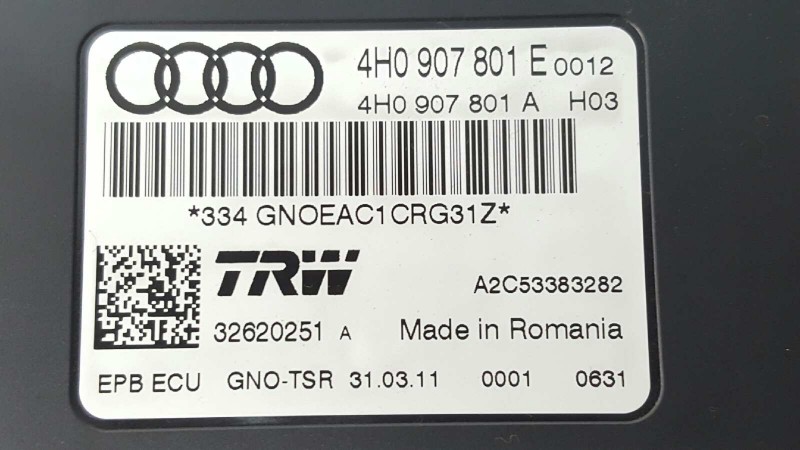 4H0 907 801 E 0012
4H0 907 801 A H03
*334 GNOEAC1CRG31Z*
TRW A2C53383282
32620251 A Made in Romania
EPB ECU GNO-TSR 31.03.11 0001 0631